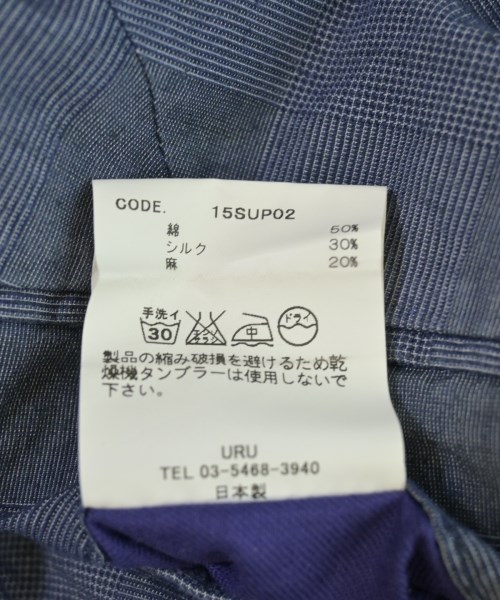 CODE. 15SUP02
綿 50%
シルク 30%
麻 20%
手洗イ 中 ドライ
30
製品の縮み破損を避けるため乾
燥機タンブラーは使用しないで
下さい。
URU
TEL 03-5468-3940
日本製